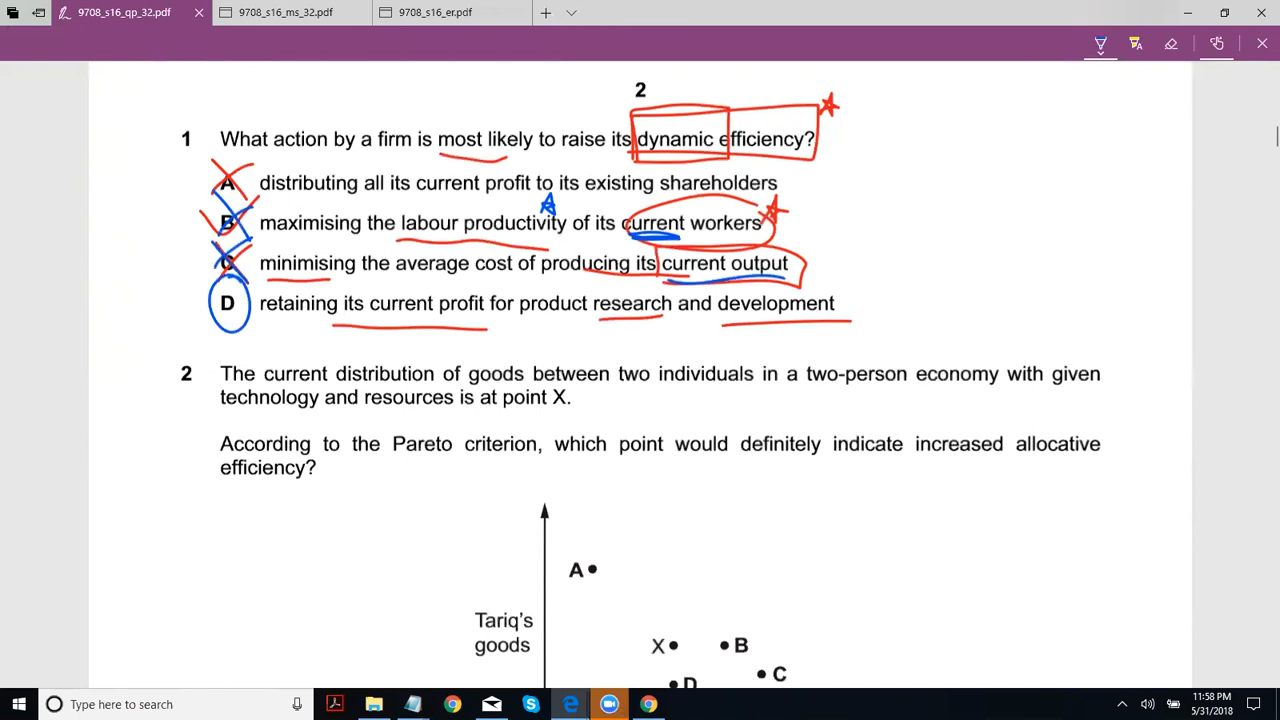 9708_s16_qp_32.pdf
9708_s16_ms_32.pdf
9708_s16_er.pdf
2
1 What action by a firm is most likely to raise its dynamic efficiency?
A distributing all its current profit to its existing shareholders
B maximising the labour productivity of its current workers
C minimising the average cost of producing its current output
D retaining its current profit for product research and development
2 The current distribution of goods between two individuals in a two-person economy with given
technology and resources is at point X.
According to the Pareto criterion, which point would definitely indicate increased allocative
efficiency?
A
Tariq's
goods
X
B
C
D
Type here to search
11:58 PM
5/31/2018